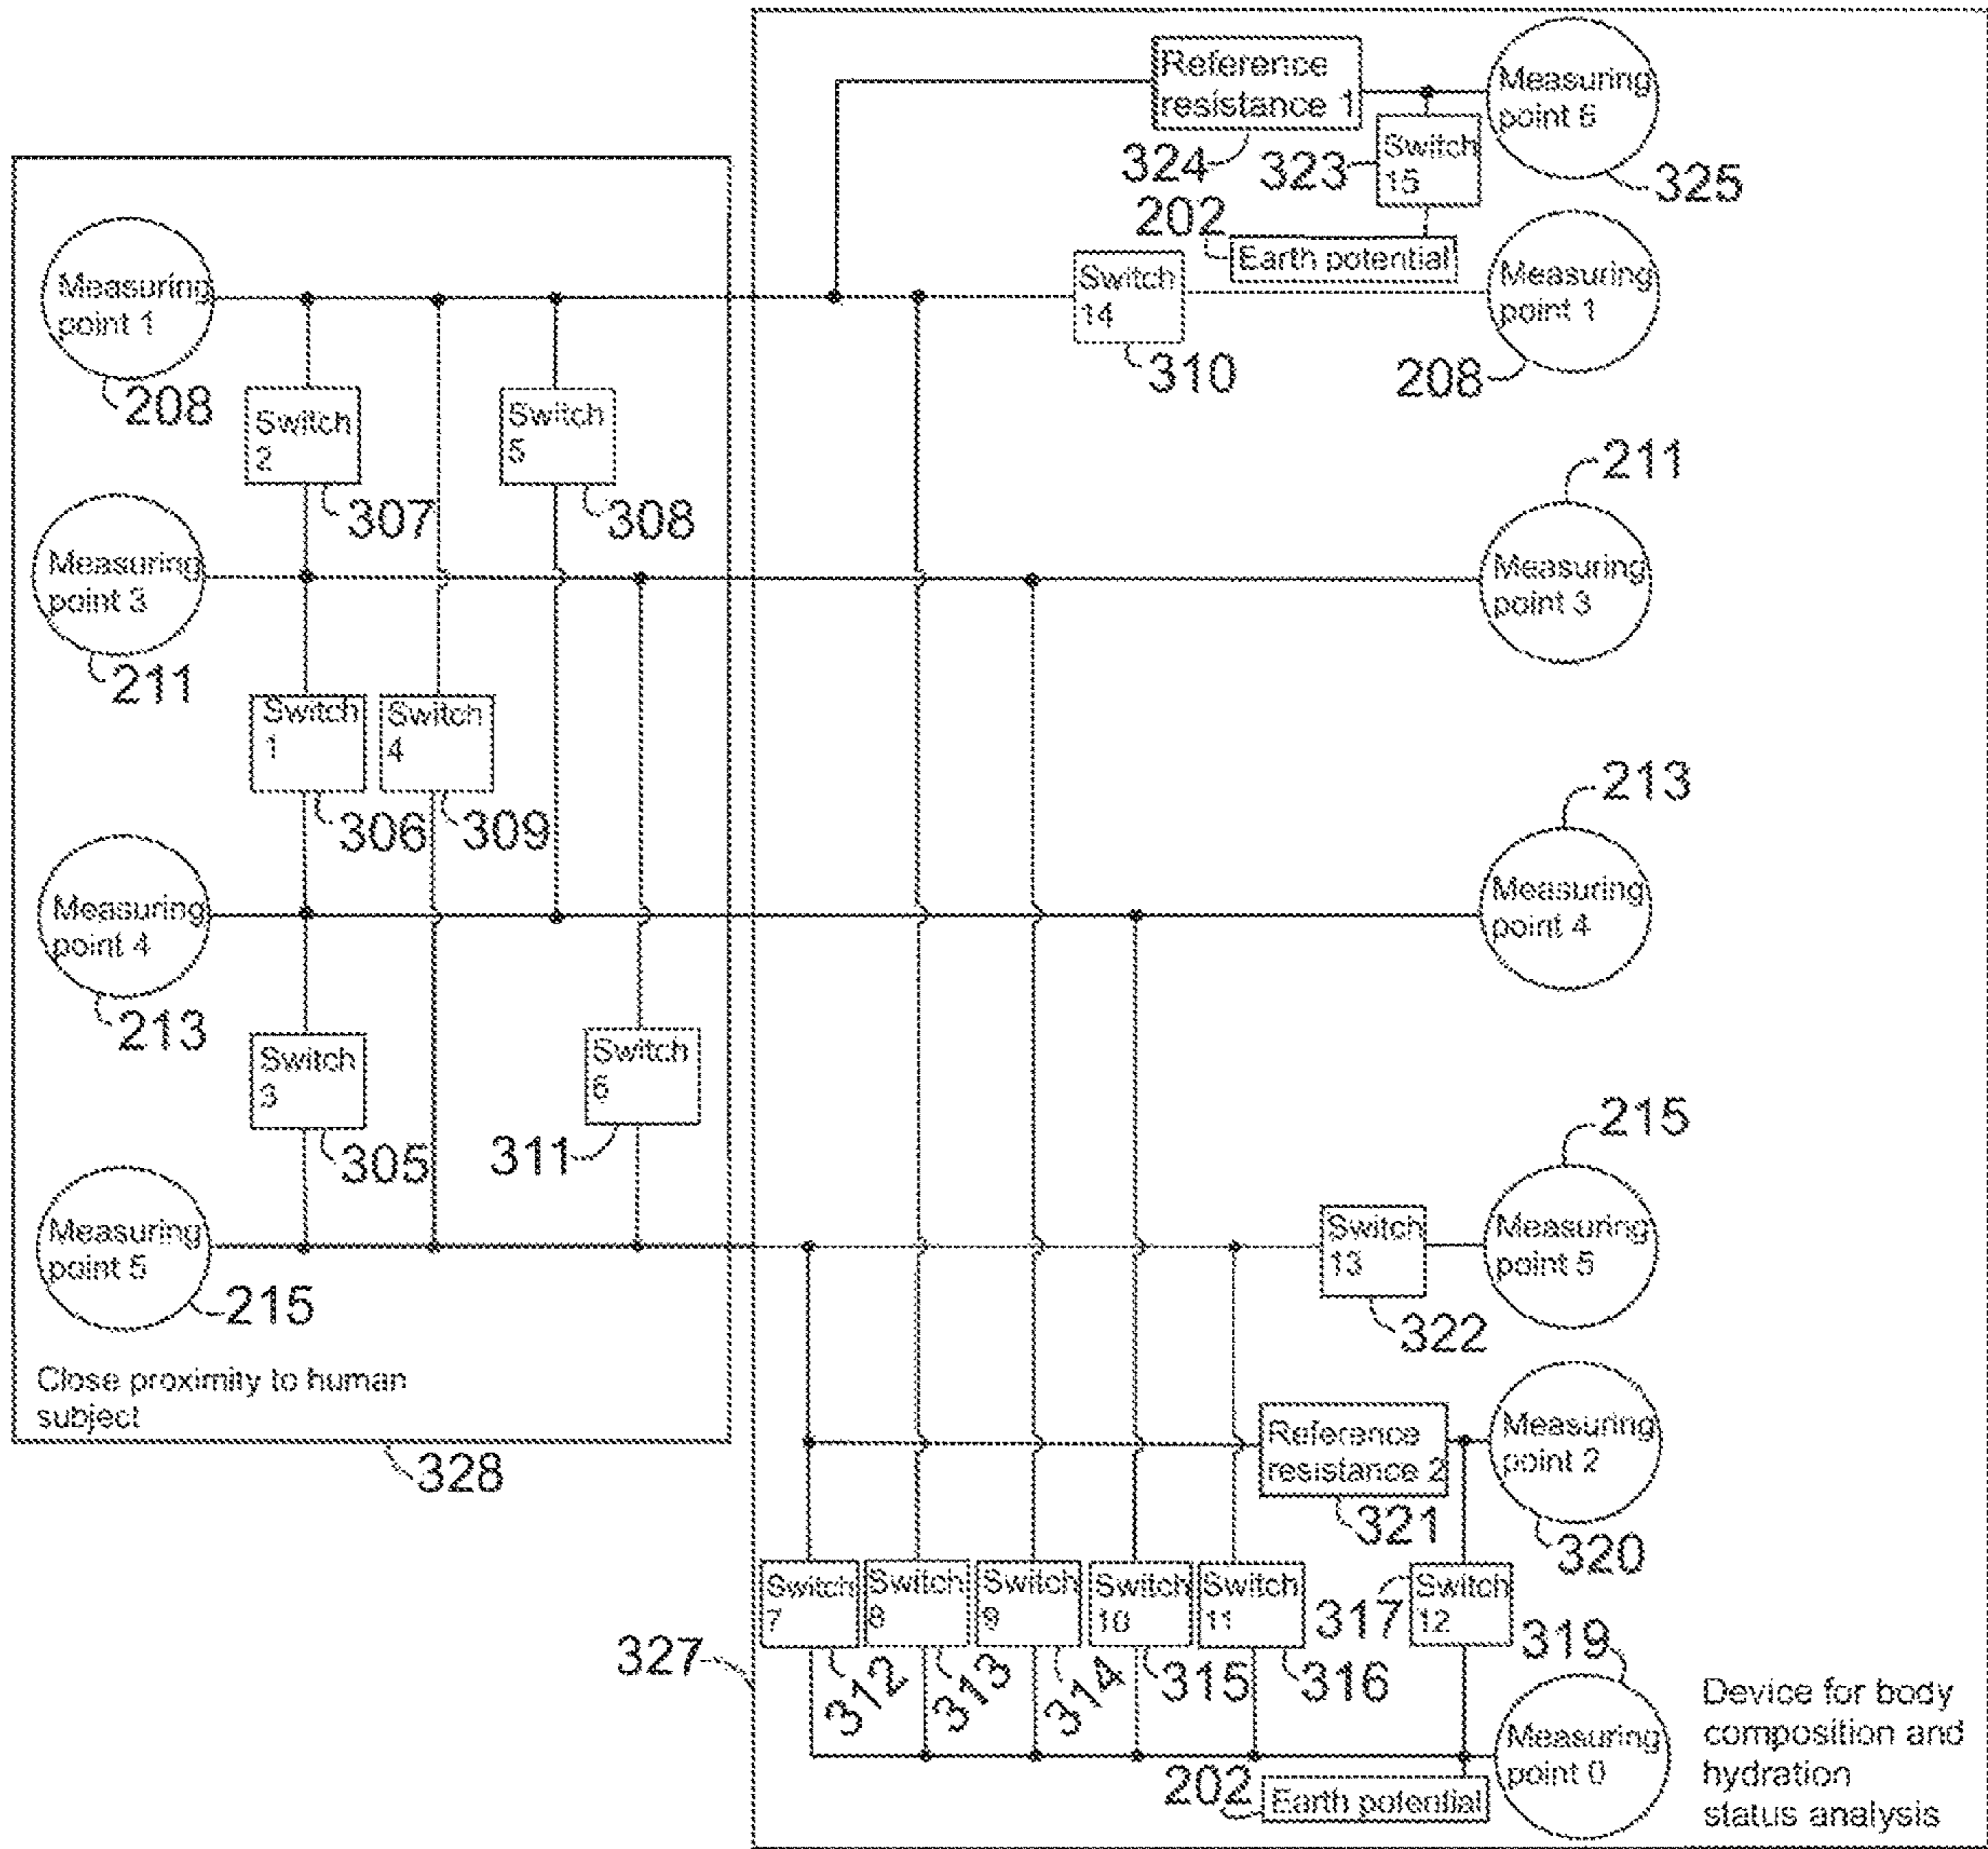 Reference
resistance 1
Measuring
point 6
324
323
Switch
15
325
202
Earth potential
Measuring
point 1
208
Switch
14
310
Measuring
point 1
208
Switch
2
307
Switch
5
308
211
Measuring
point 3
211
Measuring
point 3
Switch
1
306
Switch
4
309
213
Measuring
point 4
213
Measuring
point 4
Switch
3
305
Switch
6
311
215
Measuring
point 5
215
Switch
13
322
Measuring
point 5
Close proximity to human
subject
328
Reference
resistance 2
321
Measuring
point 2
320
Switch
7
Switch
8
Switch
9
Switch
10
Switch
11
317
Switch
12
319
327
312
313
314
315
316
202
Earth potential
Measuring
point 0
Device for body
composition and
hydration
status analysis